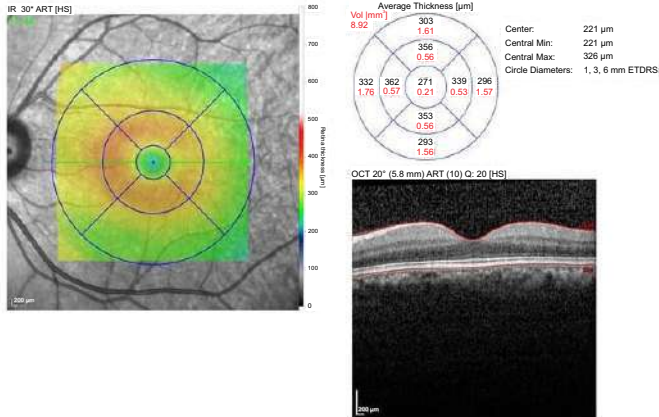 IR 30° ART [HS]
800
700
600
500
400
300
200
100
0
Retina thickness [µm]
200 µm
Average Thickness [µm]
Vol [mm³]
8.92
303
1.61
356
0.56
332 362 271 339 296
1.76 0.57 0.21 0.53 1.57
353
0.56
293
1.56
Center: 221 µm
Central Min: 221 µm
Central Max: 326 µm
Circle Diameters: 1, 3, 6 mm ETDRS
OCT 20° (5.8 mm) ART (10) Q: 20 [HS]
200 µm